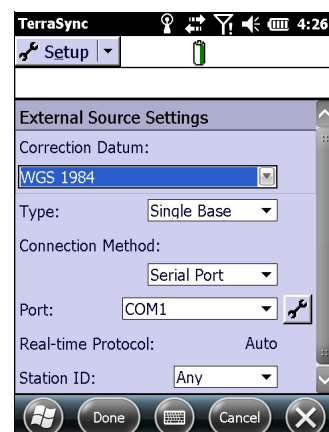 TerraSync 4:26
Setup
External Source Settings
Correction Datum:
WGS 1984
Type: Single Base
Connection Method:
Serial Port
Port: COM1
Real-time Protocol: Auto
Station ID: Any
Done Cancel